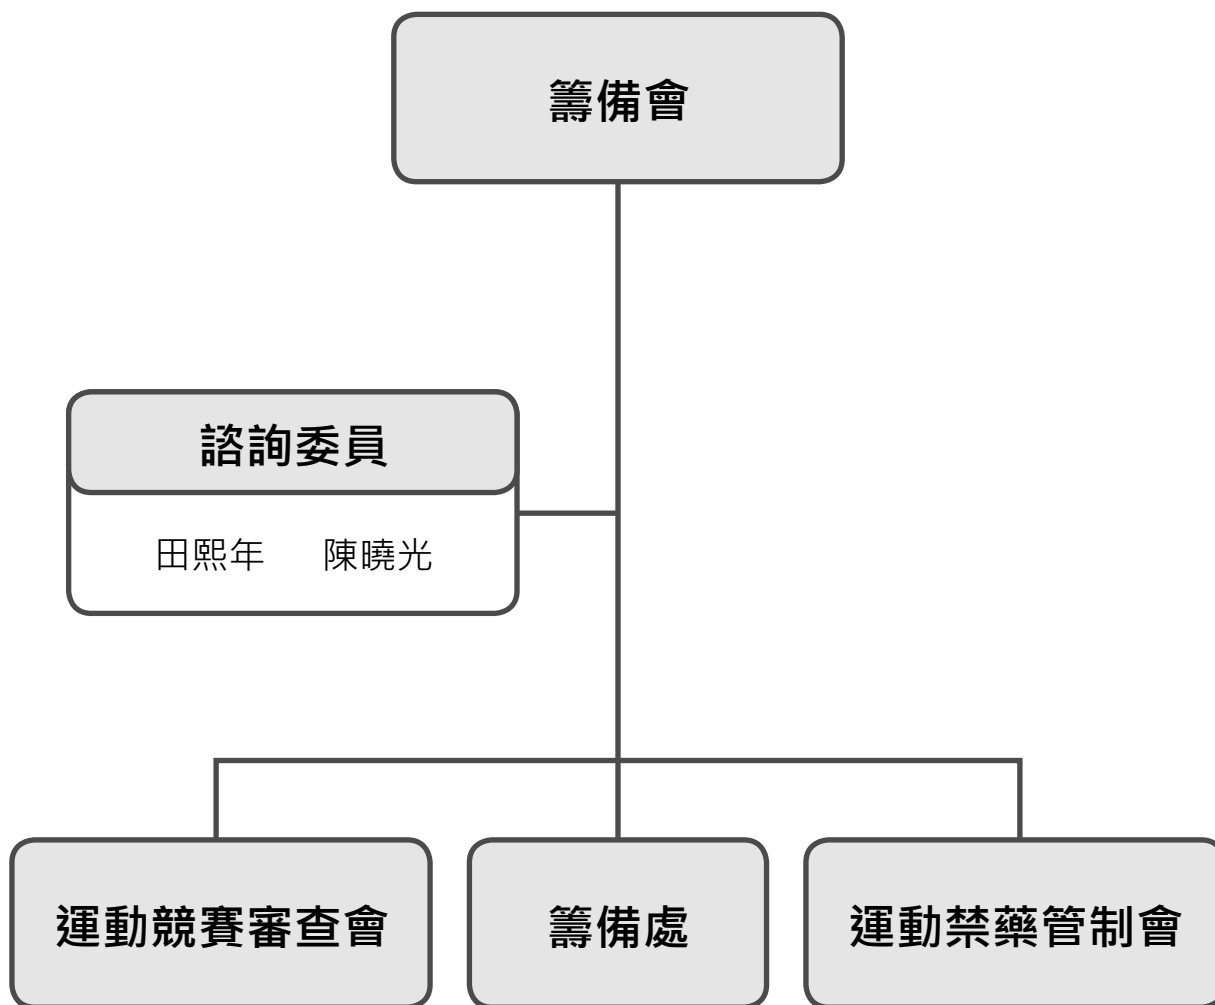 籌備會
諮詢委員
田熙年 陳曉光
運動競賽審查會
籌備處
運動禁藥管制會